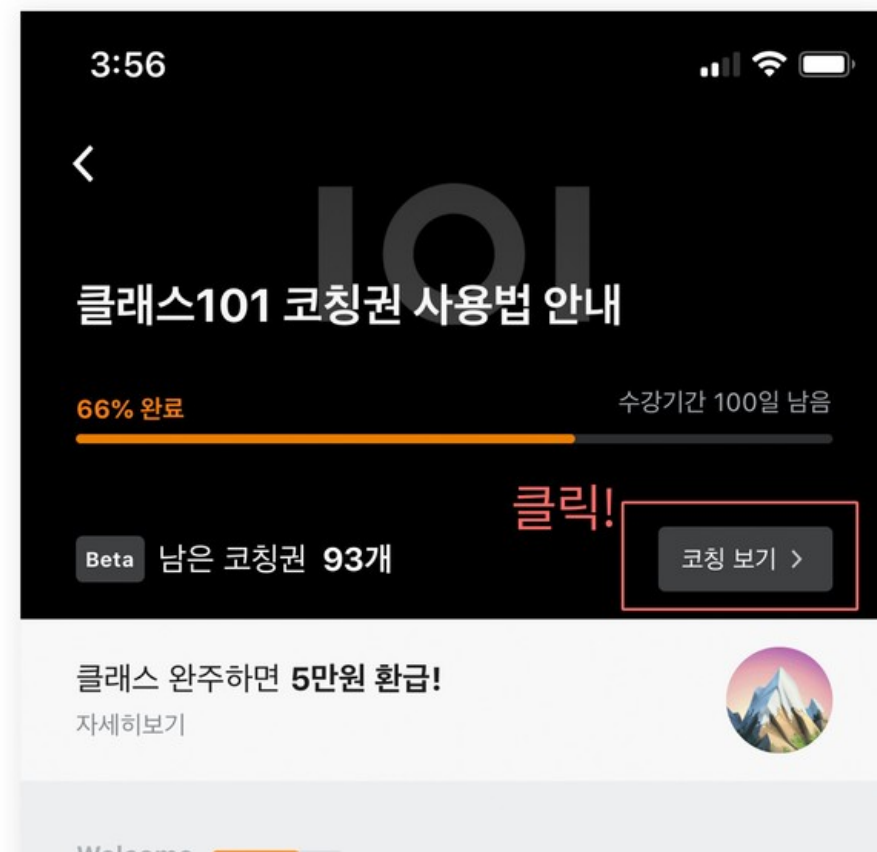 3:56
101
클래스101 코칭권 사용법 안내
66% 완료
수강기간 100일 남음
클릭!
Beta 남은 코칭권 93개
코칭 보기 >
클래스 완주하면 5만원 환급!
자세히보기
Welcome